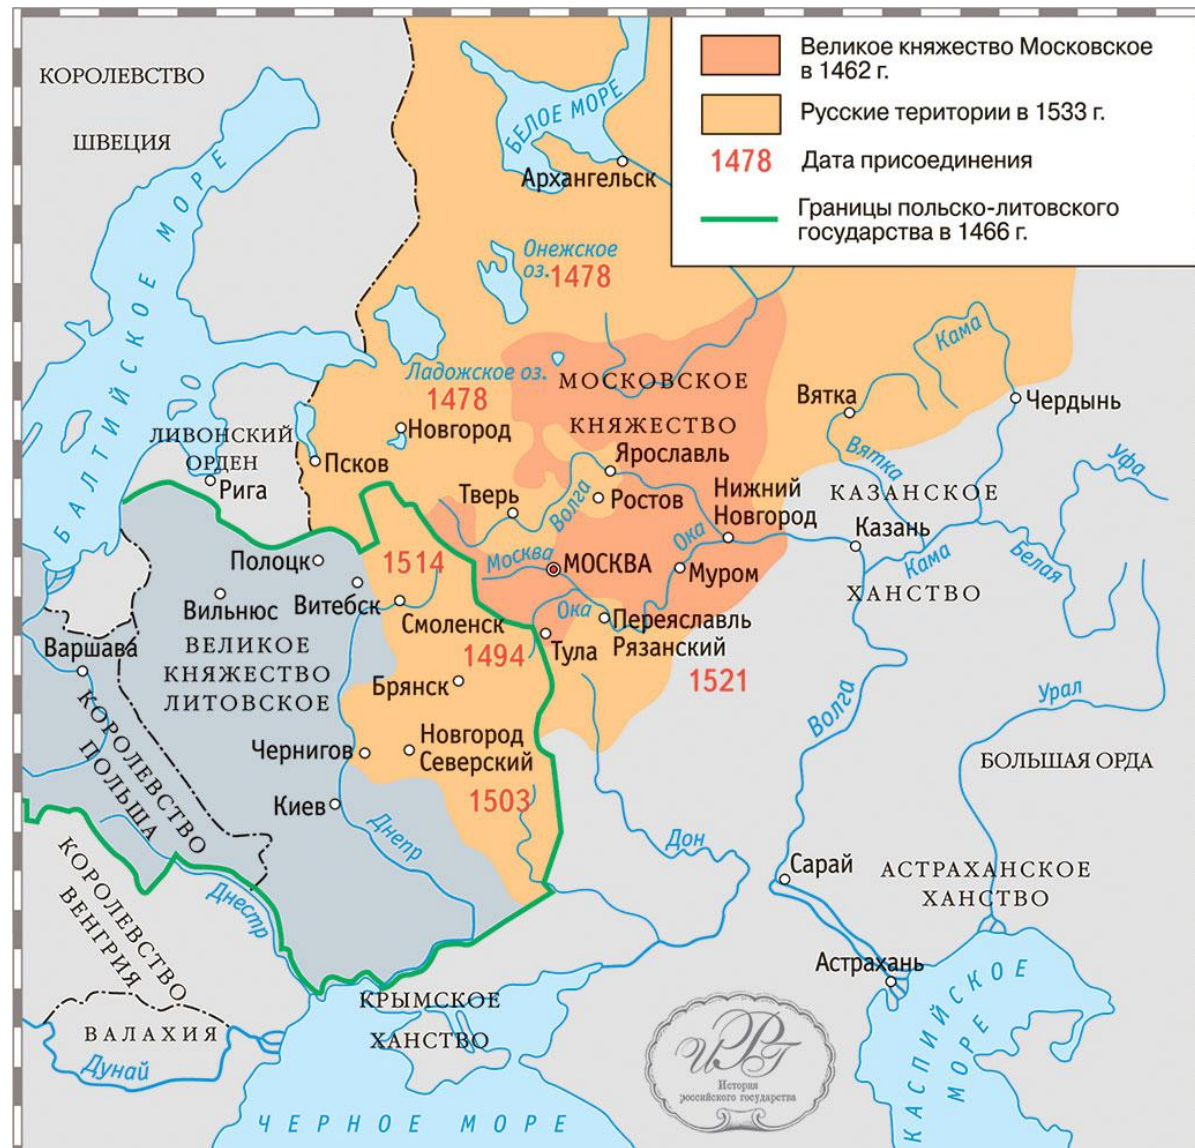 Великое княжество Московское
в 1462 г.
Русские територии в 1533 г.
1478 Дата присоединения
Границы польско-литовского
государства в 1466 г.
КОРОЛЕВСТВО
ШВЕЦИЯ
БЕЛОЕ МОРЕ
Архангельск
БАЛТИЙСКОЕ МОРЕ
Онежское
оз.
1478
Ладожское оз.
1478
МОСКОВСКОЕ
КНЯЖЕСТВО
Кама
Вятка
Чердынь
Новгород
ЛИВОНСКИЙ
ОРДЕН
Рига
Псков
Ярославль
Ростов
Тверь
Волга
Нижний
Новгород
Вятка
Уфа
КАЗАНСКОЕ
Казань
Кама
Белая
ХАНСТВО
Полоцк
1514
Москва
МОСКВА
Ока
Муром
Вильнюс
Витебск
Смоленск
Ока
Переяславль
Рязанский
Тула
1494
1521
Варшава
ВЕЛИКОЕ
КНЯЖЕСТВО
ЛИТОВСКОЕ
Брянск
Волга
Урал
КОРОЛЕВСТВО
ПОЛЬША
Чернигов
Новгород
Северский
1503
БОЛЬШАЯ ОРДА
Киев
Днепр
Дон
Сарай
АСТРАХАНСКОЕ
ХАНСТВО
КОРОЛЕВСТВО
ВЕНГРИЯ
Днестр
Астрахань
КРЫМСКОЕ
ХАНСТВО
ВАЛАХИЯ
Дунай
КАСПИЙСКОЕ
МОРЕ
ИРГ
История
российского государства
ЧЕРНОЕ МОРЕ